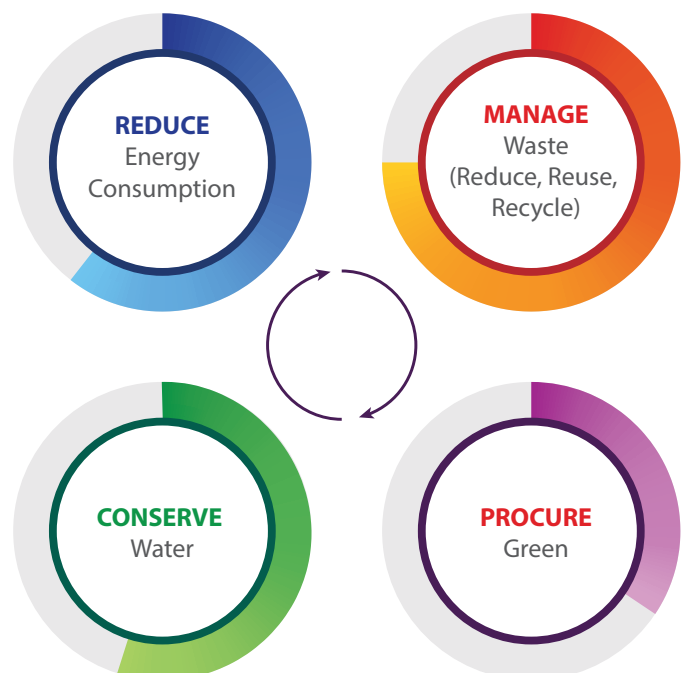 REDUCE
Energy
Consumption
MANAGE
Waste
(Reduce, Reuse,
Recycle)
CONSERVE
Water
PROCURE
Green